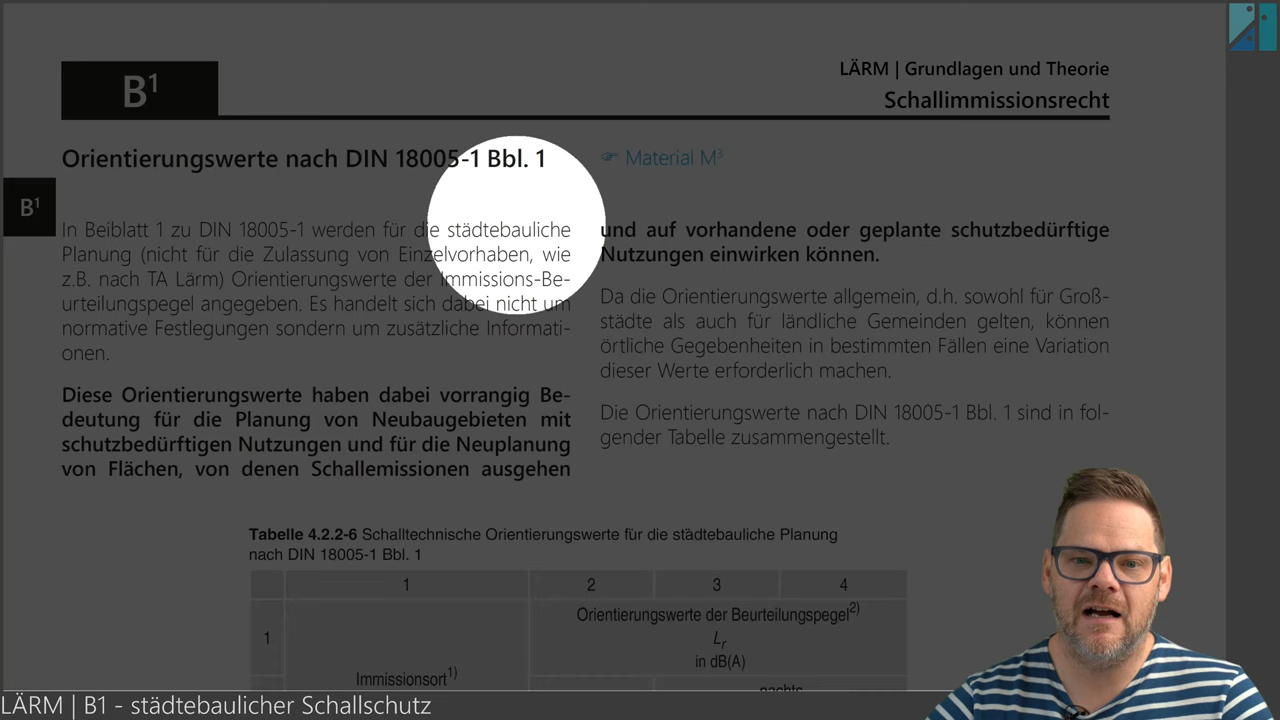 B¹
LÄRM | Grundlagen und Theorie
Schallimmissionsrecht
Orientierungswerte nach DIN 18005-1 Bbl. 1
☞ Material M³
B¹
In Beiblatt 1 zu DIN 18005-1 werden für die städtebauliche
Planung (nicht für die Zulassung von Einzelvorhaben, wie
z.B. nach TA Lärm) Orientierungswerte der Immissions-Be-
urteilungspegel angegeben. Es handelt sich dabei nicht um
normative Festlegungen sondern um zusätzliche Informati-
onen.
Diese Orientierungswerte haben dabei vorrangig Be-
deutung für die Planung von Neubaugebieten mit
schutzbedürftigen Nutzungen und für die Neuplanung
von Flächen, von denen Schallemissionen ausgehen
und auf vorhandene oder geplante schutzbedürftige
Nutzungen einwirken können.
Da die Orientierungswerte allgemein, d.h. sowohl für Groß-
städte als auch für ländliche Gemeinden gelten, können
örtliche Gegebenheiten in bestimmten Fällen eine Variation
dieser Werte erforderlich machen.
Die Orientierungswerte nach DIN 18005-1 Bbl. 1 sind in fol-
gender Tabelle zusammengestellt.
Tabelle 4.2.2-6 Schalltechnische Orientierungswerte für die städtebauliche Planung
nach DIN 18005-1 Bbl. 1
1 2 3 4
1
Orientierungswerte der Beurteilungspegel²⁾
Lr
in dB(A)
Immissionsort¹⁾
nachts
LÄRM | B1 - städtebaulicher Schallschutz